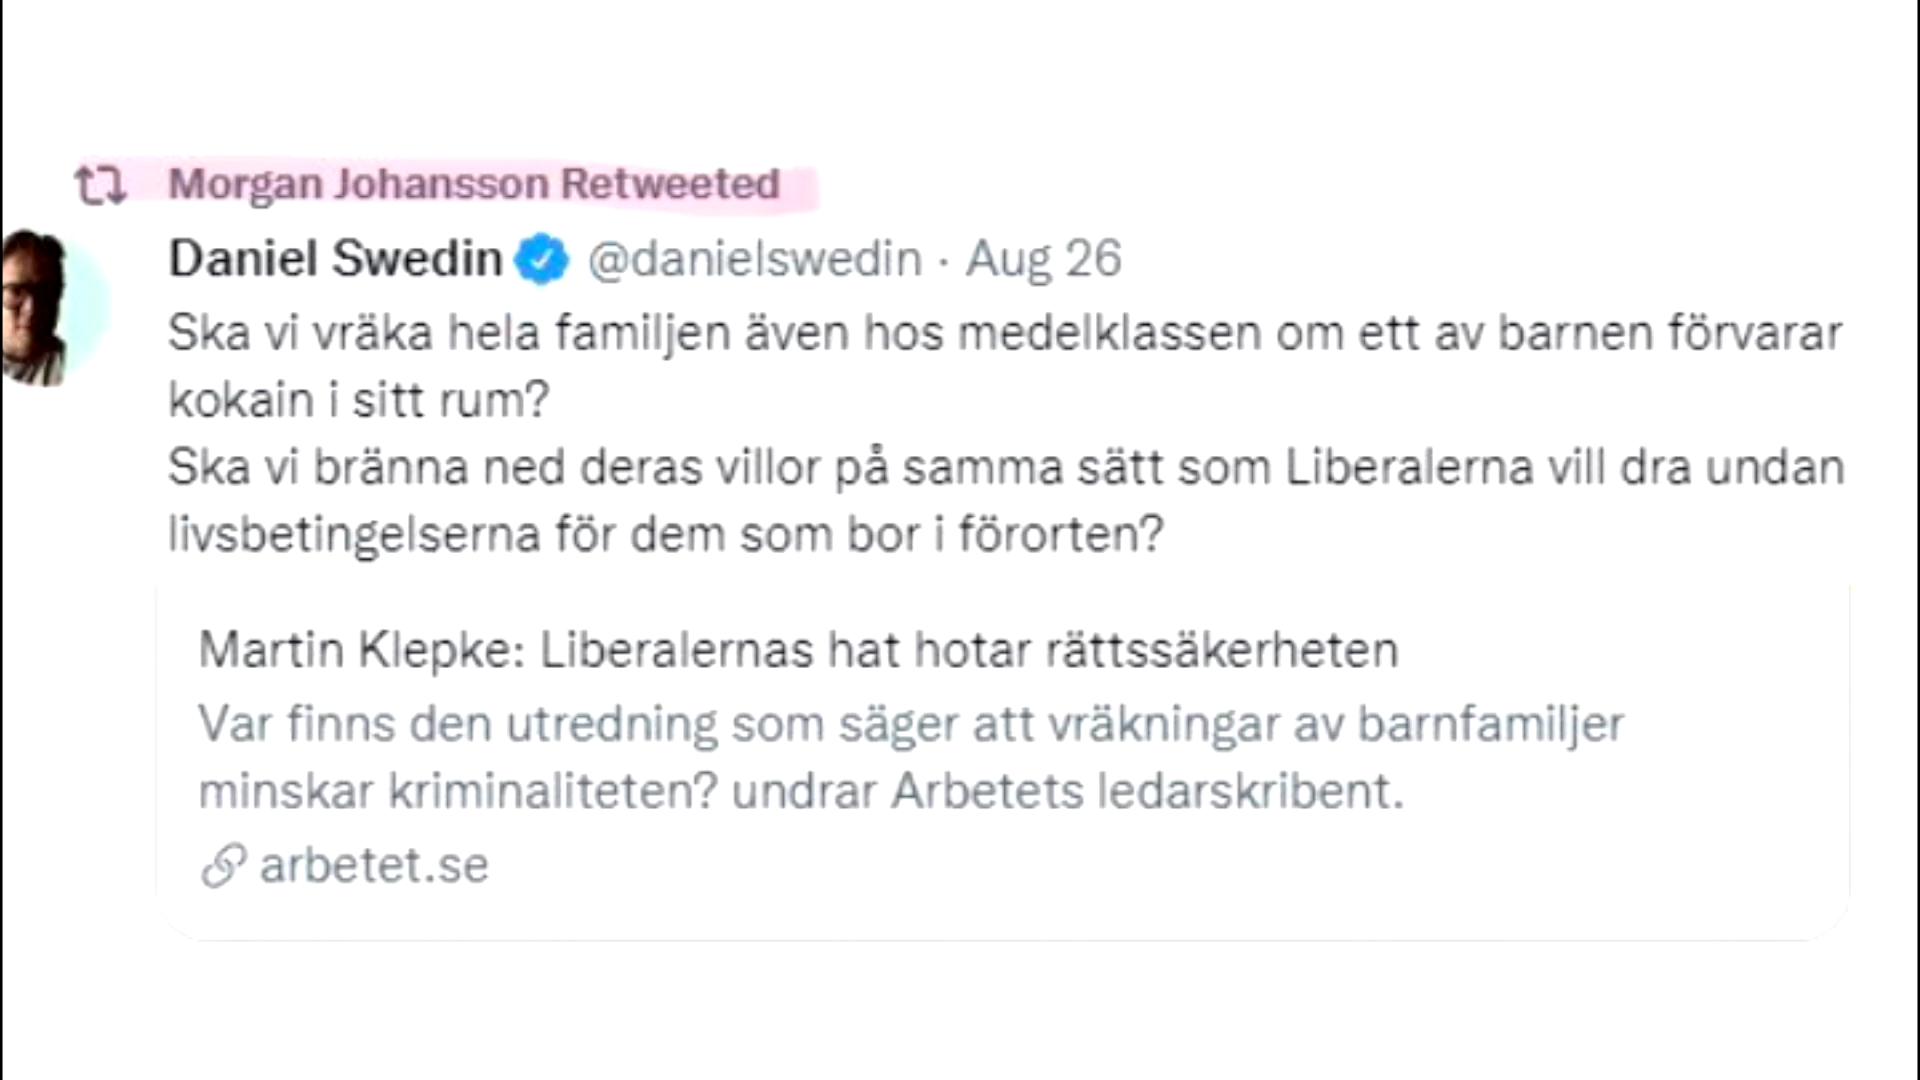 Morgan Johansson Retweeted
Daniel Swedin @danielswedin · Aug 26
Ska vi vräka hela familjen även hos medelklassen om ett av barnen förvarar
kokain i sitt rum?
Ska vi bränna ned deras villor på samma sätt som Liberalerna vill dra undan
livsbetingelserna för dem som bor i förorten?
Martin Klepke: Liberalernas hat hotar rättssäkerheten
Var finns den utredning som säger att vräkningar av barnfamiljer
minskar kriminaliteten? undrar Arbetets ledarskribent.
arbetet.se